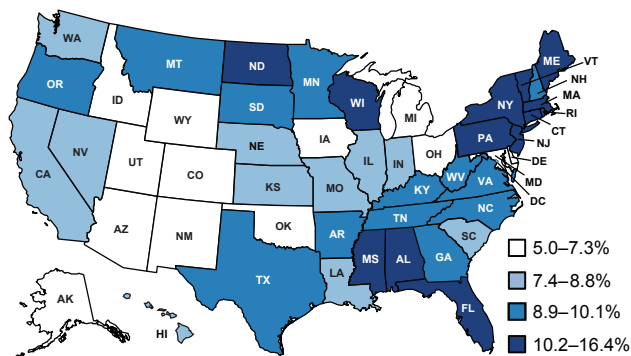 WA
MT
ND
MN
ME
VT
NH
MA
RI
CT
NJ
DE
MD
DC
OR
ID
WY
SD
WI
MI
NY
PA
NE
IA
IL
IN
OH
NV
UT
CO
KS
MO
KY
WV
VA
CA
AZ
NM
OK
AR
TN
NC
SC
TX
LA
MS
AL
GA
FL
AK
HI
5.0–7.3%
7.4–8.8%
8.9–10.1%
10.2–16.4%